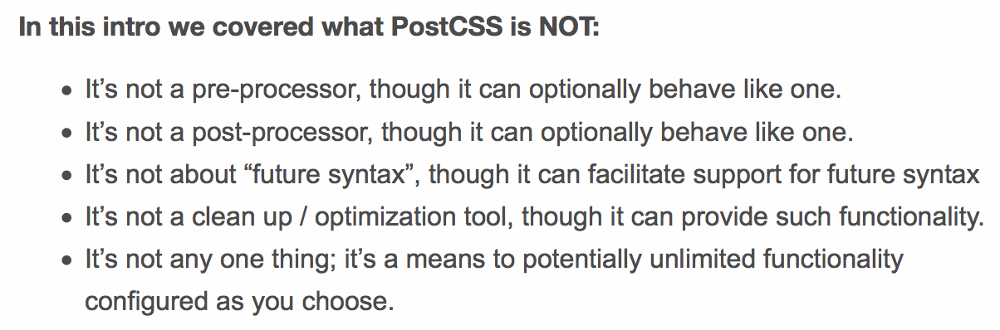 In this intro we covered what PostCSS is NOT:
• It’s not a pre-processor, though it can optionally behave like one.
• It’s not a post-processor, though it can optionally behave like one.
• It’s not about “future syntax”, though it can facilitate support for future syntax
• It’s not a clean up / optimization tool, though it can provide such functionality.
• It’s not any one thing; it’s a means to potentially unlimited functionality
configured as you choose.